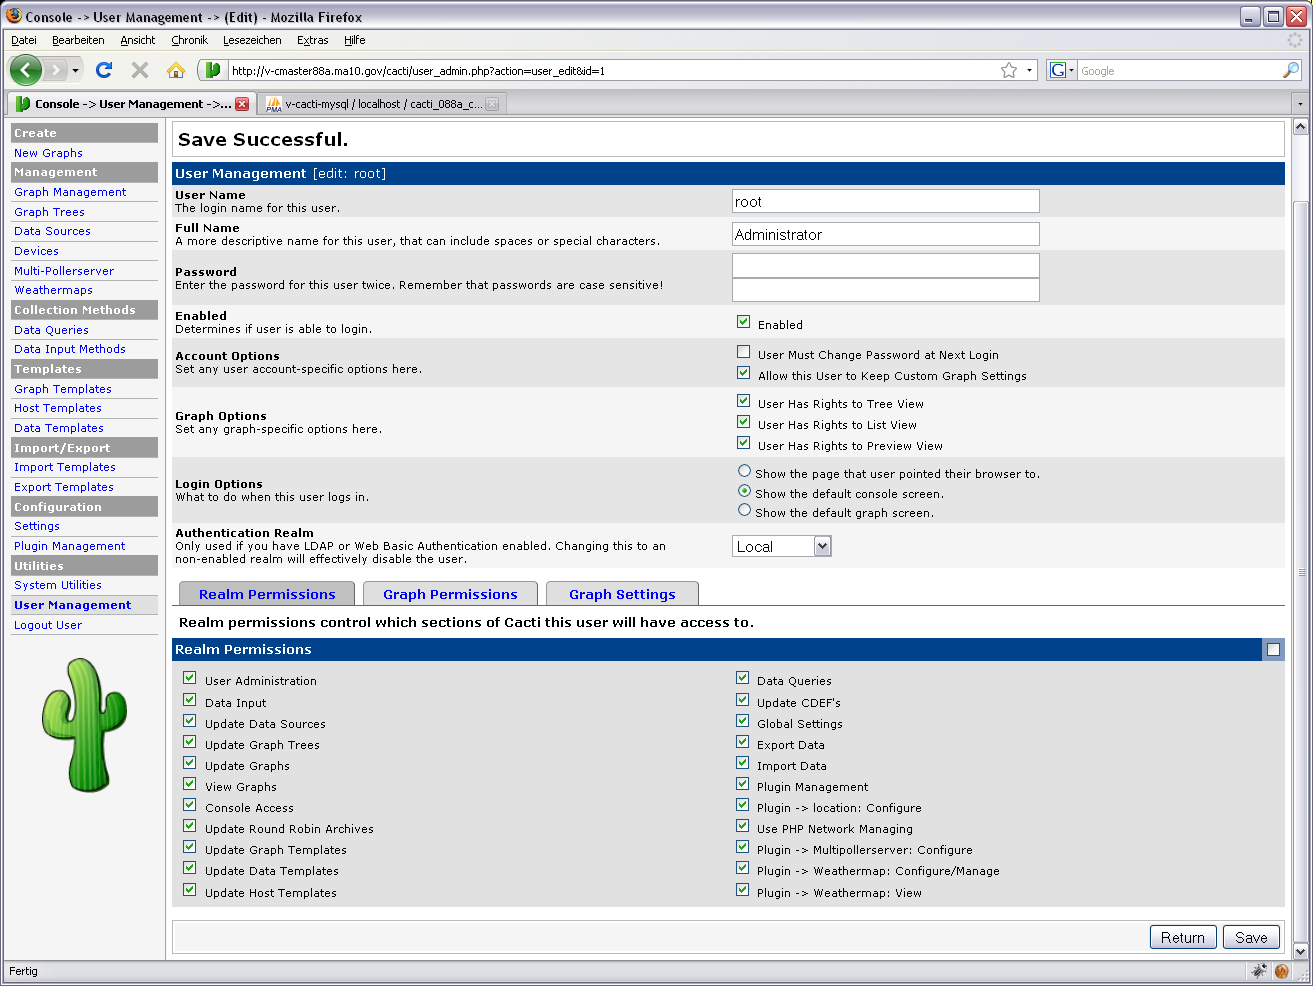 Console -> User Management -> (Edit) - Mozilla Firefox
Datei Bearbeiten Ansicht Chronik Lesezeichen Extras Hilfe
http://v-cmaster88a.ma10.gov/cacti/user_admin.php?action=user_edit&id=1
G Google
Console -> User Management ->...
PMA v-cacti-mysql / localhost / cacti_088a_c...
Create
New Graphs
Management
Graph Management
Graph Trees
Data Sources
Devices
Multi-Pollerserver
Weathermaps
Collection Methods
Data Queries
Data Input Methods
Templates
Graph Templates
Host Templates
Data Templates
Import/Export
Import Templates
Export Templates
Configuration
Settings
Plugin Management
Utilities
System Utilities
User Management
Logout User
Save Successful.
User Management [edit: root]
User Name
The login name for this user.
root
Full Name
A more descriptive name for this user, that can include spaces or special characters.
Administrator
Password
Enter the password for this user twice. Remember that passwords are case sensitive!
Enabled
Determines if user is able to login.
Enabled
Account Options
Set any user account-specific options here.
User Must Change Password at Next Login
Allow this User to Keep Custom Graph Settings
Graph Options
Set any graph-specific options here.
User Has Rights to Tree View
User Has Rights to List View
User Has Rights to Preview View
Login Options
What to do when this user logs in.
Show the page that user pointed their browser to.
Show the default console screen.
Show the default graph screen.
Authentication Realm
Only used if you have LDAP or Web Basic Authentication enabled. Changing this to an
non-enabled realm will effectively disable the user.
Local
Realm Permissions Graph Permissions Graph Settings
Realm permissions control which sections of Cacti this user will have access to.
Realm Permissions
User Administration
Data Input
Update Data Sources
Update Graph Trees
Update Graphs
View Graphs
Console Access
Update Round Robin Archives
Update Graph Templates
Update Data Templates
Update Host Templates
Data Queries
Update CDEF's
Global Settings
Export Data
Import Data
Plugin Management
Plugin -> location: Configure
Use PHP Network Managing
Plugin -> Multipollerserver: Configure
Plugin -> Weathermap: Configure/Manage
Plugin -> Weathermap: View
Return Save
Fertig